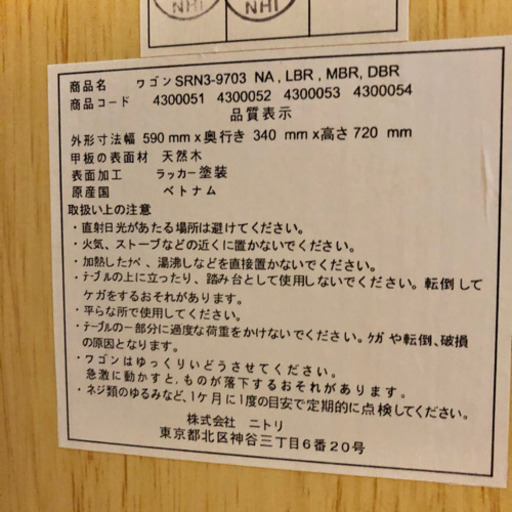 NHI NHI
商品名 ワゴンSRN3-9703 NA , LBR , MBR, DBR
商品コード 4300051 4300052 4300053 4300054
品質表示
外形寸法幅 590 mm x 奥行き 340 mm x 高さ 720 mm
甲板の表面材 天然木
表面加工 ラッカー塗装
原産国 ベトナム
取扱い上の注意
・直射日光があたる場所は避けてください。
・火気、ストーブなどの近くに置かないでください。
・加熱したナベ、湯沸しなどを直接置かないでください。
・テーブルの上に立ったり、踏み台として使用しないでください。転倒して
ケガをするおそれがあります。
・平らな所で使用してください。
・テーブルの一部分に過度な荷重をかけないでください。ケガや転倒、破損
の原因となります。
・ワゴンはゆっくりいどうさせてください。
急激に動かすと,ものが落下するおそれがあります。
・ネジ類のゆるみなど、1ケ月に1度の目安で定期的に点検してください。
株式会社 ニトリ
東京都北区神谷三丁目6番20号